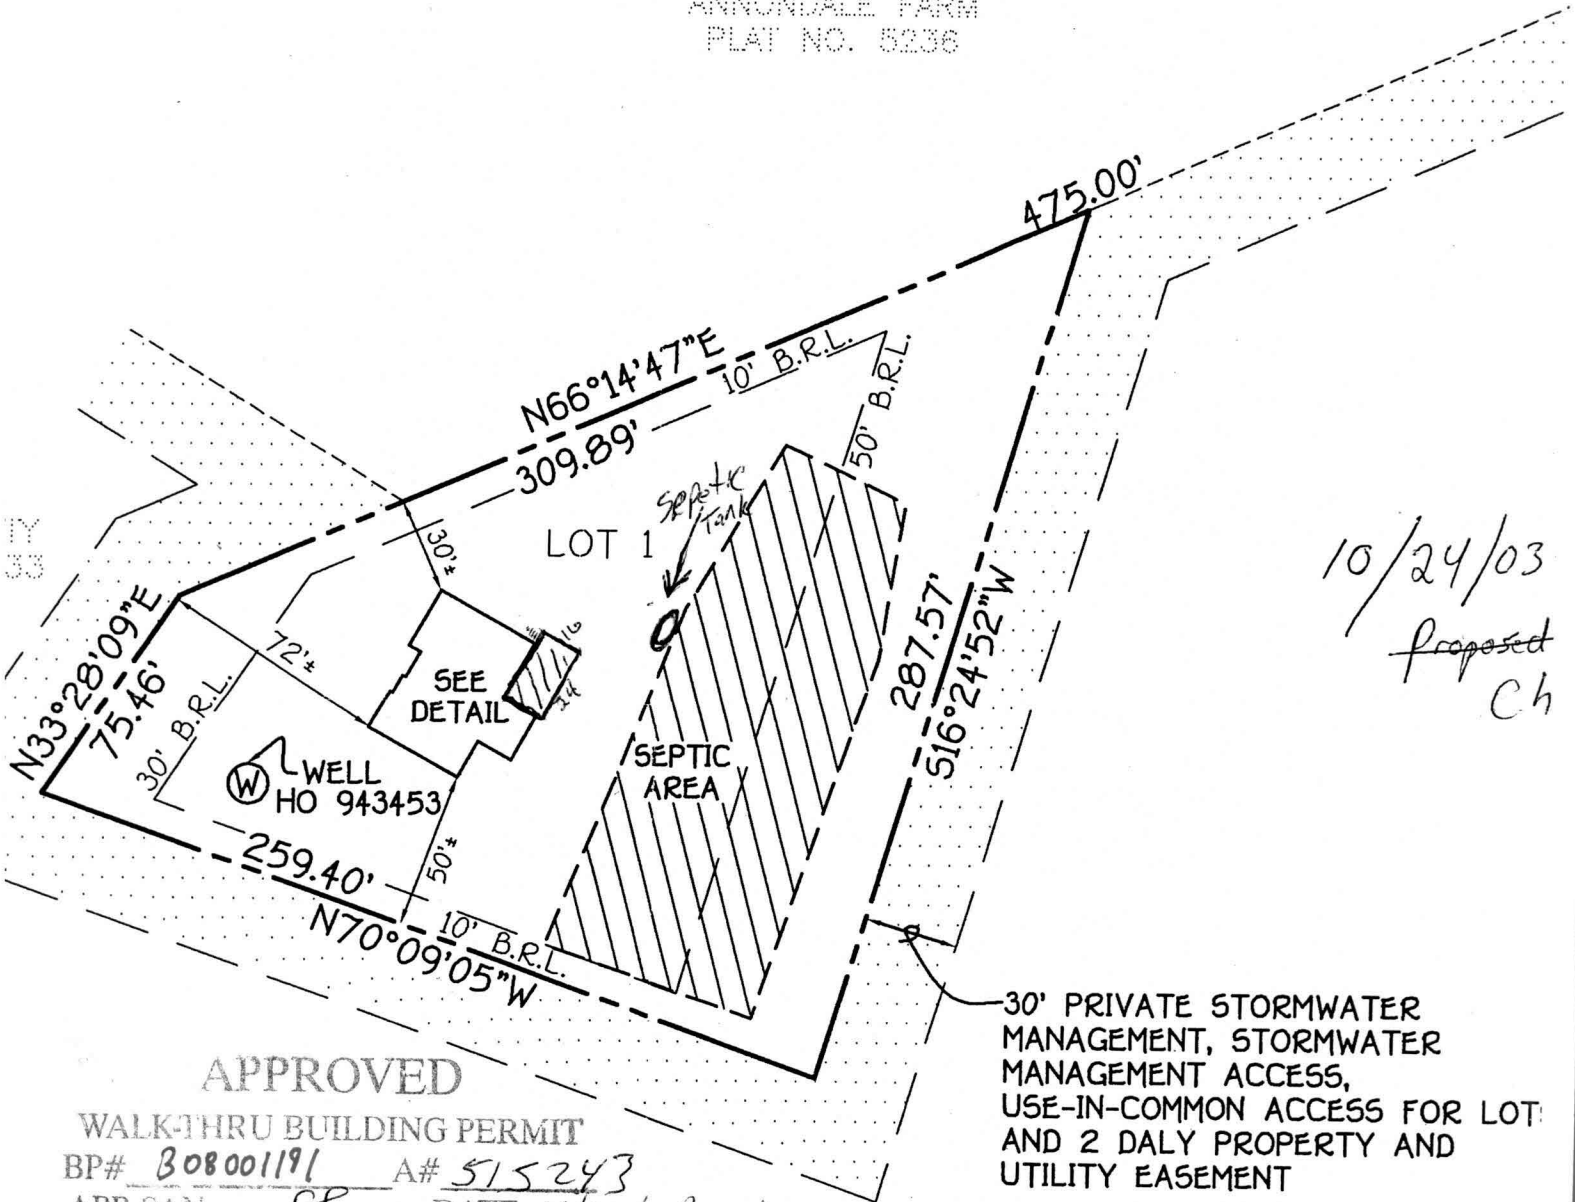 ANNONDALE FARM
PLAT NO. 5236
475.00'
N66°14'47"E
309.89'
10' B.R.L.
50' B.R.L.
Sepetic
Tank
LOT 1
30'±
TY
33
10/24/03
Proposed
Ch
N33°28'09"E
75.46'
72'±
30' B.R.L.
SEE
DETAIL
16
24
287.57'
S16°24'52"W
SEPTIC
AREA
W
WELL
HO 943453
50'±
259.40'
N70°09'05"W
10' B.R.L.
30' PRIVATE STORMWATER
MANAGEMENT, STORMWATER
MANAGEMENT ACCESS,
USE-IN-COMMON ACCESS FOR LOT
AND 2 DALY PROPERTY AND
UTILITY EASEMENT
APPROVED
WALK-THRU BUILDING PERMIT
BP# B08001191 A# 515243